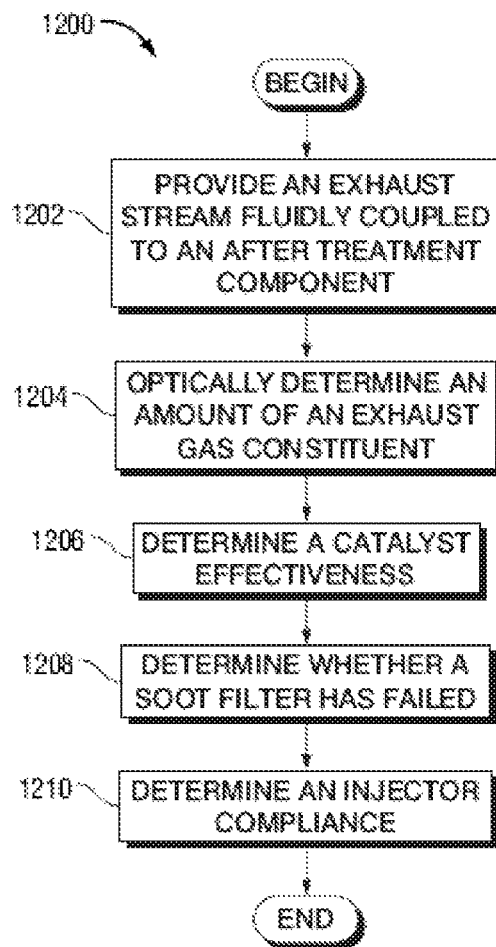 1200
BEGIN
1202
PROVIDE AN EXHAUST
STREAM FLUIDLY COUPLED
TO AN AFTER TREATMENT
COMPONENT
1204
OPTICALLY DETERMINE AN
AMOUNT OF AN EXHAUST
GAS CONSTITUENT
1206
DETERMINE A CATALYST
EFFECTIVENESS
1208
DETERMINE WHETHER A
SOOT FILTER HAS FAILED
1210
DETERMINE AN INJECTOR
COMPLIANCE
END